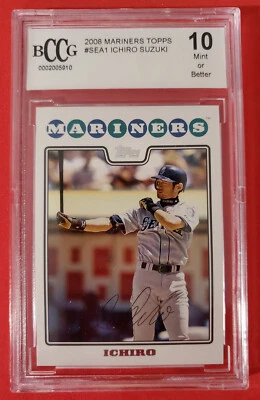 BCCG
0002005910
2008 MARINERS TOPPS
#SEA1 ICHIRO SUZUKI
10
Mint
or
Better
MARINERS
Topps
ICHIRO